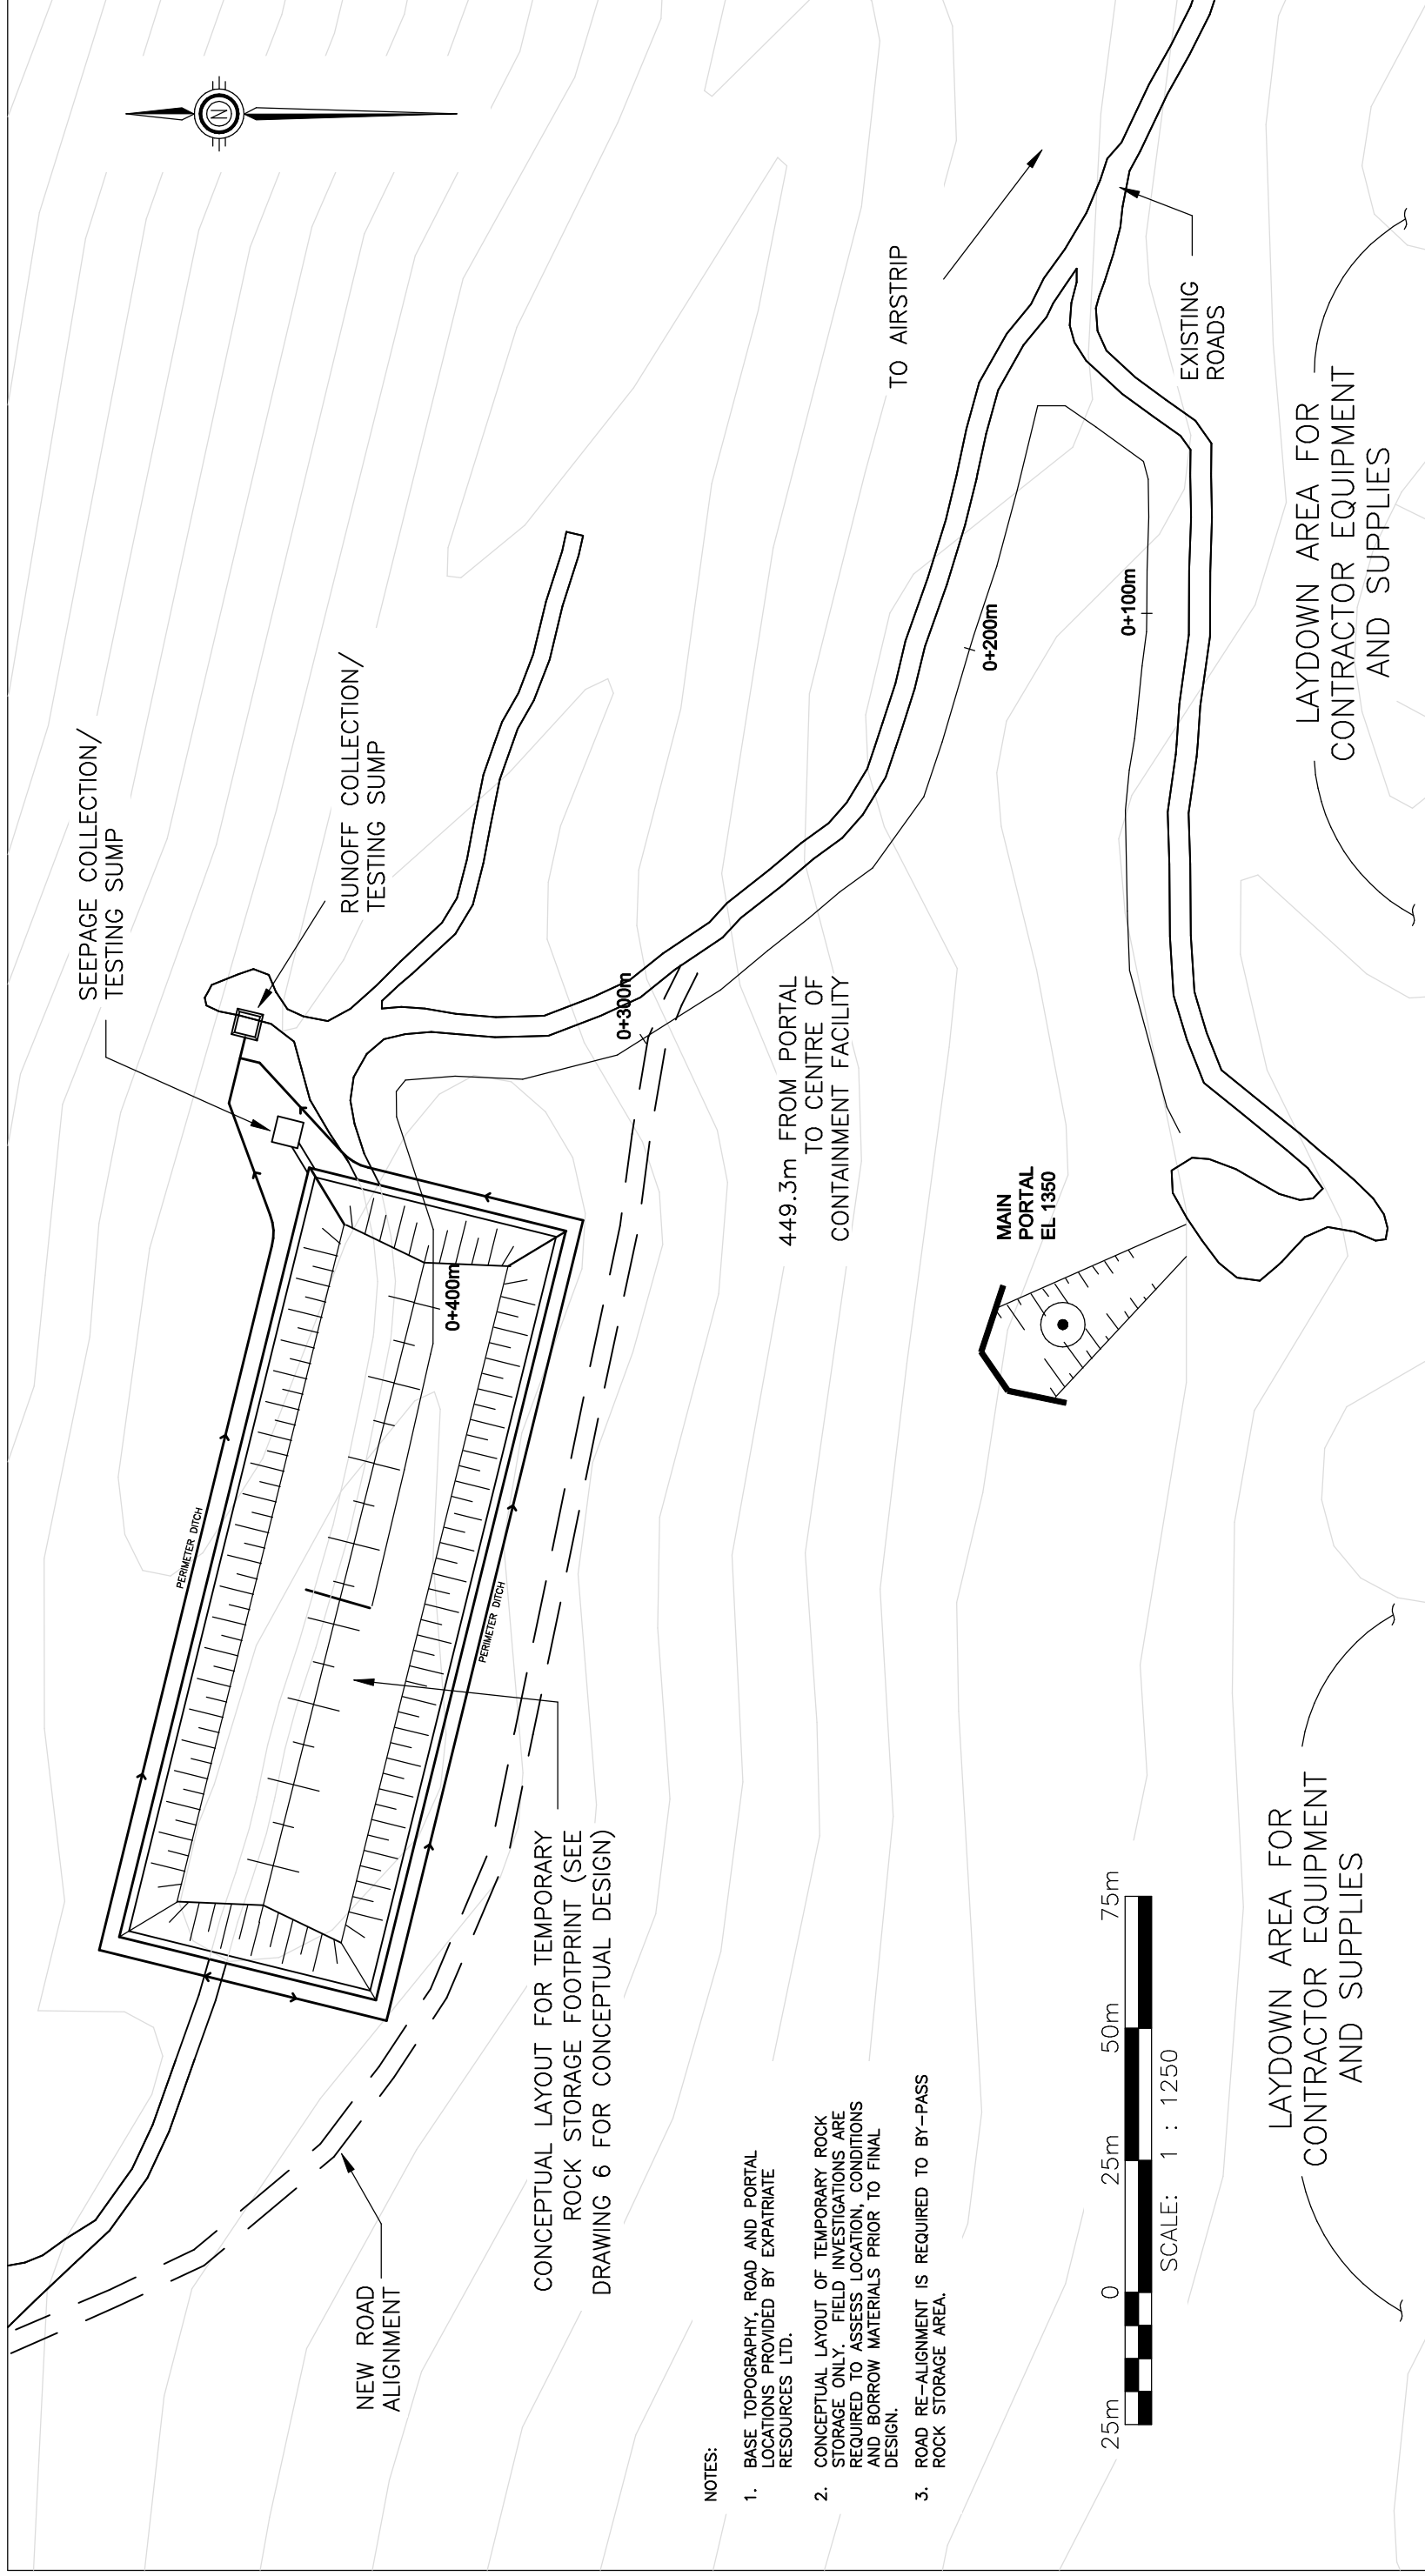 N
SEEPAGE COLLECTION/
TESTING SUMP
RUNOFF COLLECTION/
TESTING SUMP
TO AIRSTRIP
EXISTING
ROADS
LAYDOWN AREA FOR
CONTRACTOR EQUIPMENT
AND SUPPLIES
0+100m
0+200m
0+300m
0+400m
449.3m FROM PORTAL
TO CENTRE OF
CONTAINMENT FACILITY
MAIN
PORTAL
EL 1350
PERIMETER DITCH
PERIMETER DITCH
CONCEPTUAL LAYOUT FOR TEMPORARY
ROCK STORAGE FOOTPRINT (SEE
DRAWING 6 FOR CONCEPTUAL DESIGN)
NEW ROAD
ALIGNMENT
NOTES:
1. BASE TOPOGRAPHY, ROAD AND PORTAL
LOCATIONS PROVIDED BY EXPATRIATE
RESOURCES LTD.
2. CONCEPTUAL LAYOUT OF TEMPORARY ROCK
STORAGE ONLY. FIELD INVESTIGATIONS ARE
REQUIRED TO ASSESS LOCATION, CONDITIONS
AND BORROW MATERIALS PRIOR TO FINAL
DESIGN.
3. ROAD RE-ALIGNMENT IS REQUIRED TO BY-PASS
ROCK STORAGE AREA.
25m 0 25m 50m 75m
SCALE: 1 : 1250
LAYDOWN AREA FOR
CONTRACTOR EQUIPMENT
AND SUPPLIES